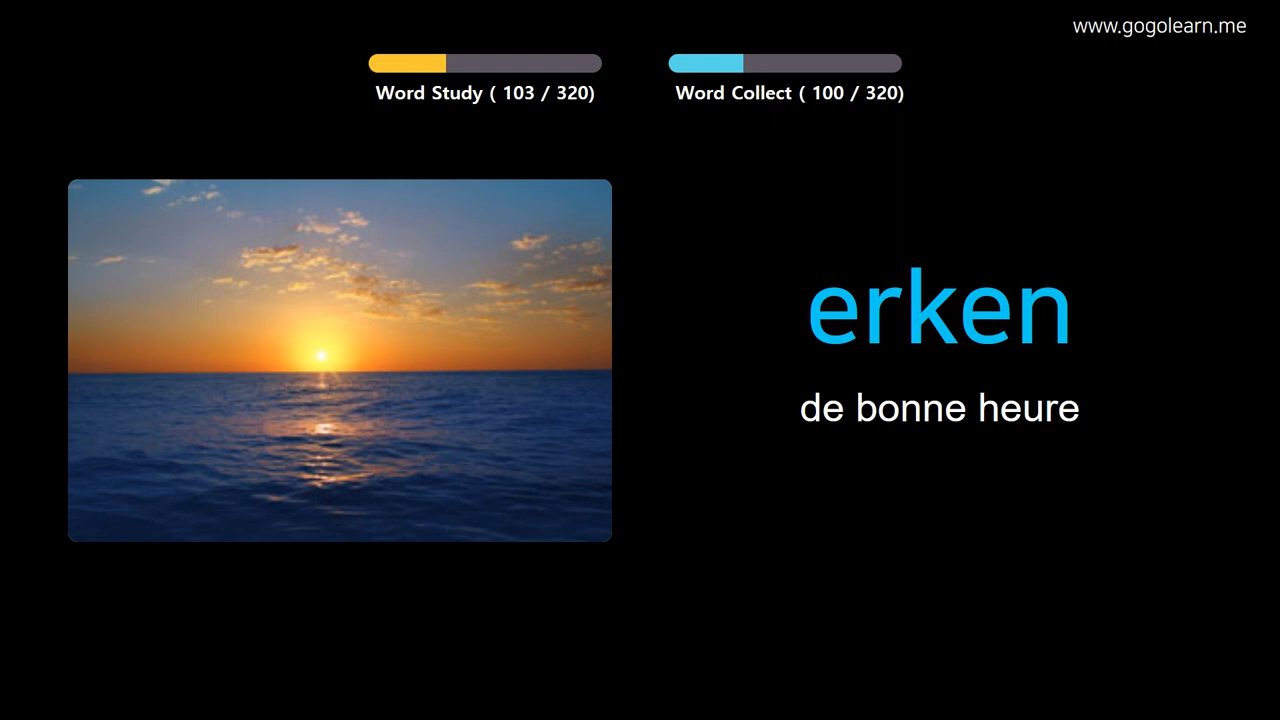 www.gogolearn.me
Word Study ( 103 / 320)
Word Collect ( 100 / 320)
erken
de bonne heure